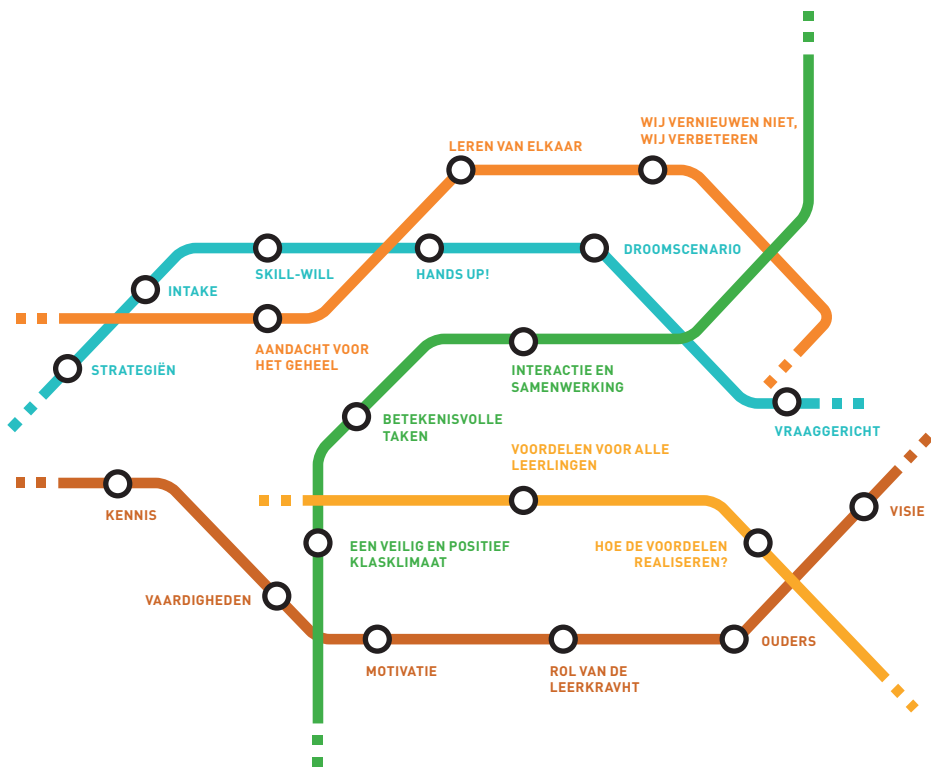 WIJ VERNIEUWEN NIET,
WIJ VERBETEREN
LEREN VAN ELKAAR
DROOMSCENARIO
SKILL-WILL
HANDS UP!
INTAKE
AANDACHT VOOR
HET GEHEEL
STRATEGIËN
INTERACTIE EN
SAMENWERKING
BETEKENISVOLLE
TAKEN
VRAAGGERICHT
VOORDELEN VOOR ALLE
LEERLINGEN
KENNIS
VISIE
EEN VEILIG EN POSITIEF
KLASKLIMAAT
HOE DE VOORDELEN
REALISEREN?
VAARDIGHEDEN
OUDERS
MOTIVATIE
ROL VAN DE
LEERKRAVHT